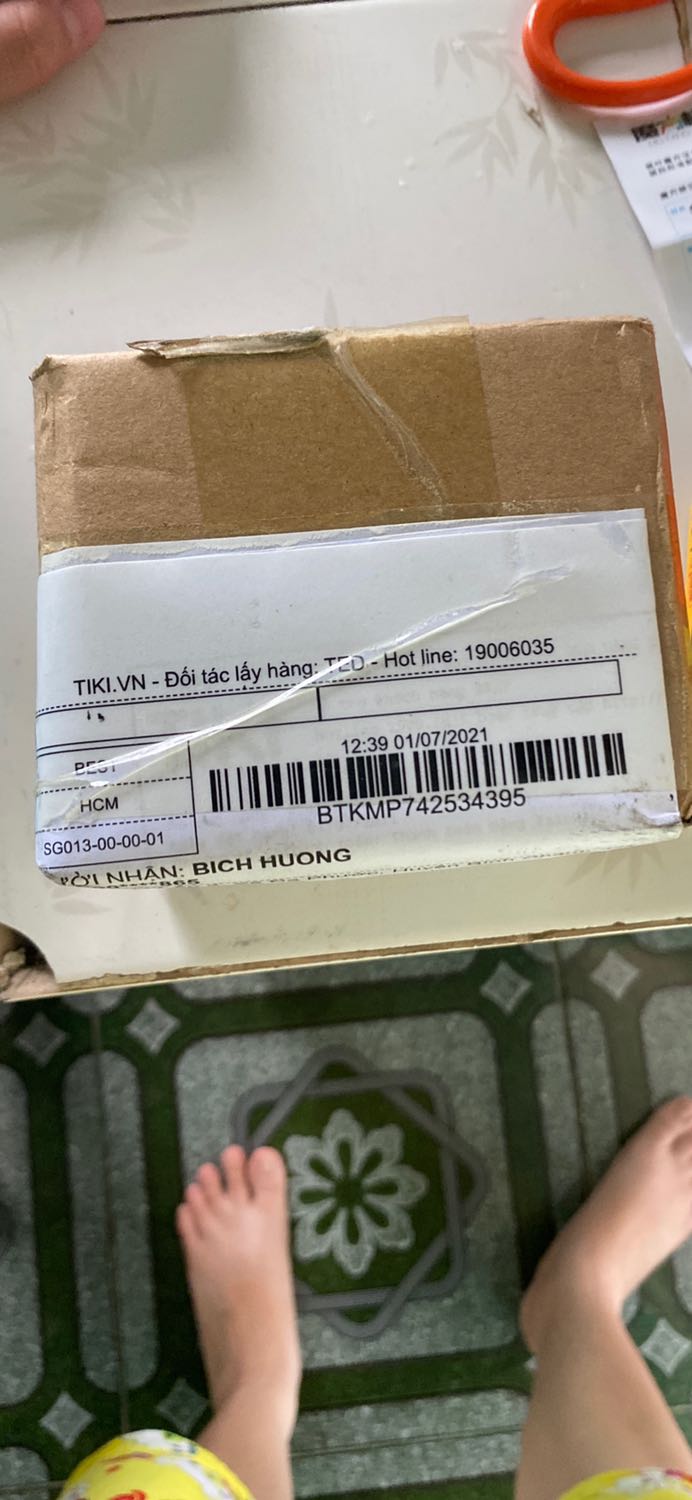 TIKI.VN - Đối tác lấy hàng: TED - Hot line: 19006035
BEST
HCM
SG013-00-00-01
12:39 01/07/2021
BTKMP742534395
NHẬN: BICH HUONG